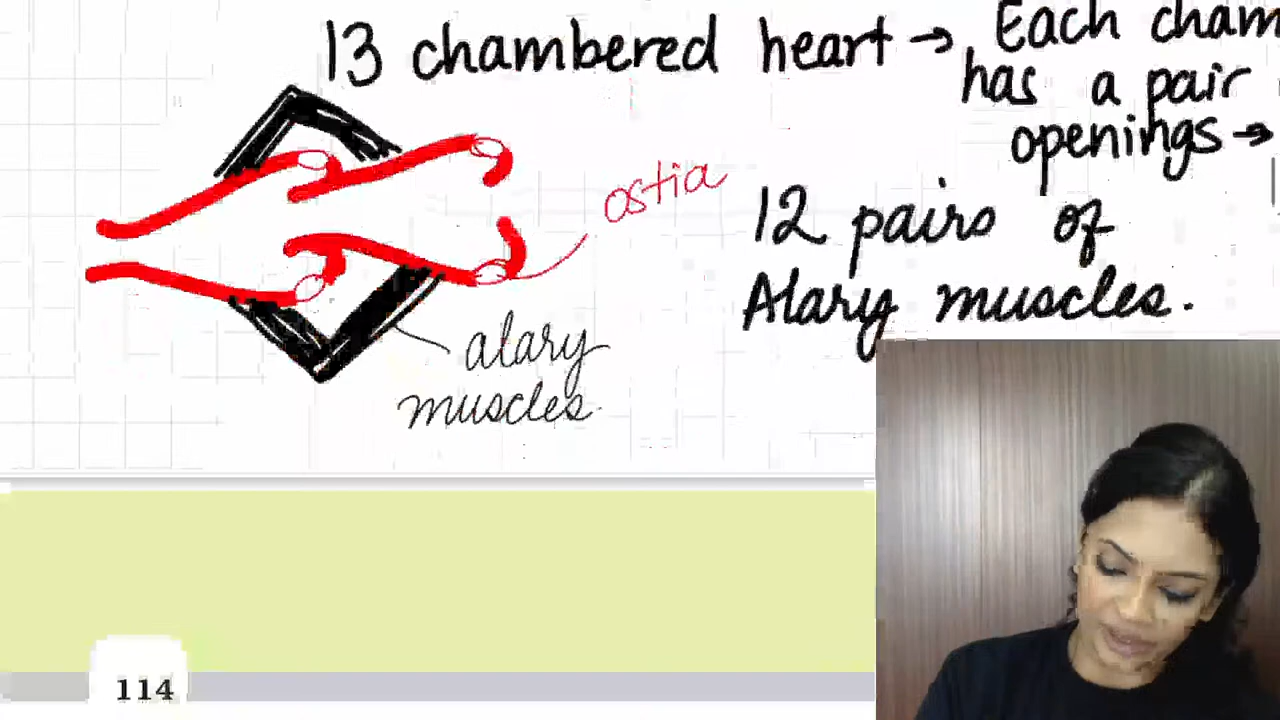 13 chambered heart → Each cham
has a pair
openings →
ostia
12 pairs of
Alary muscles.
alary
muscles.
114